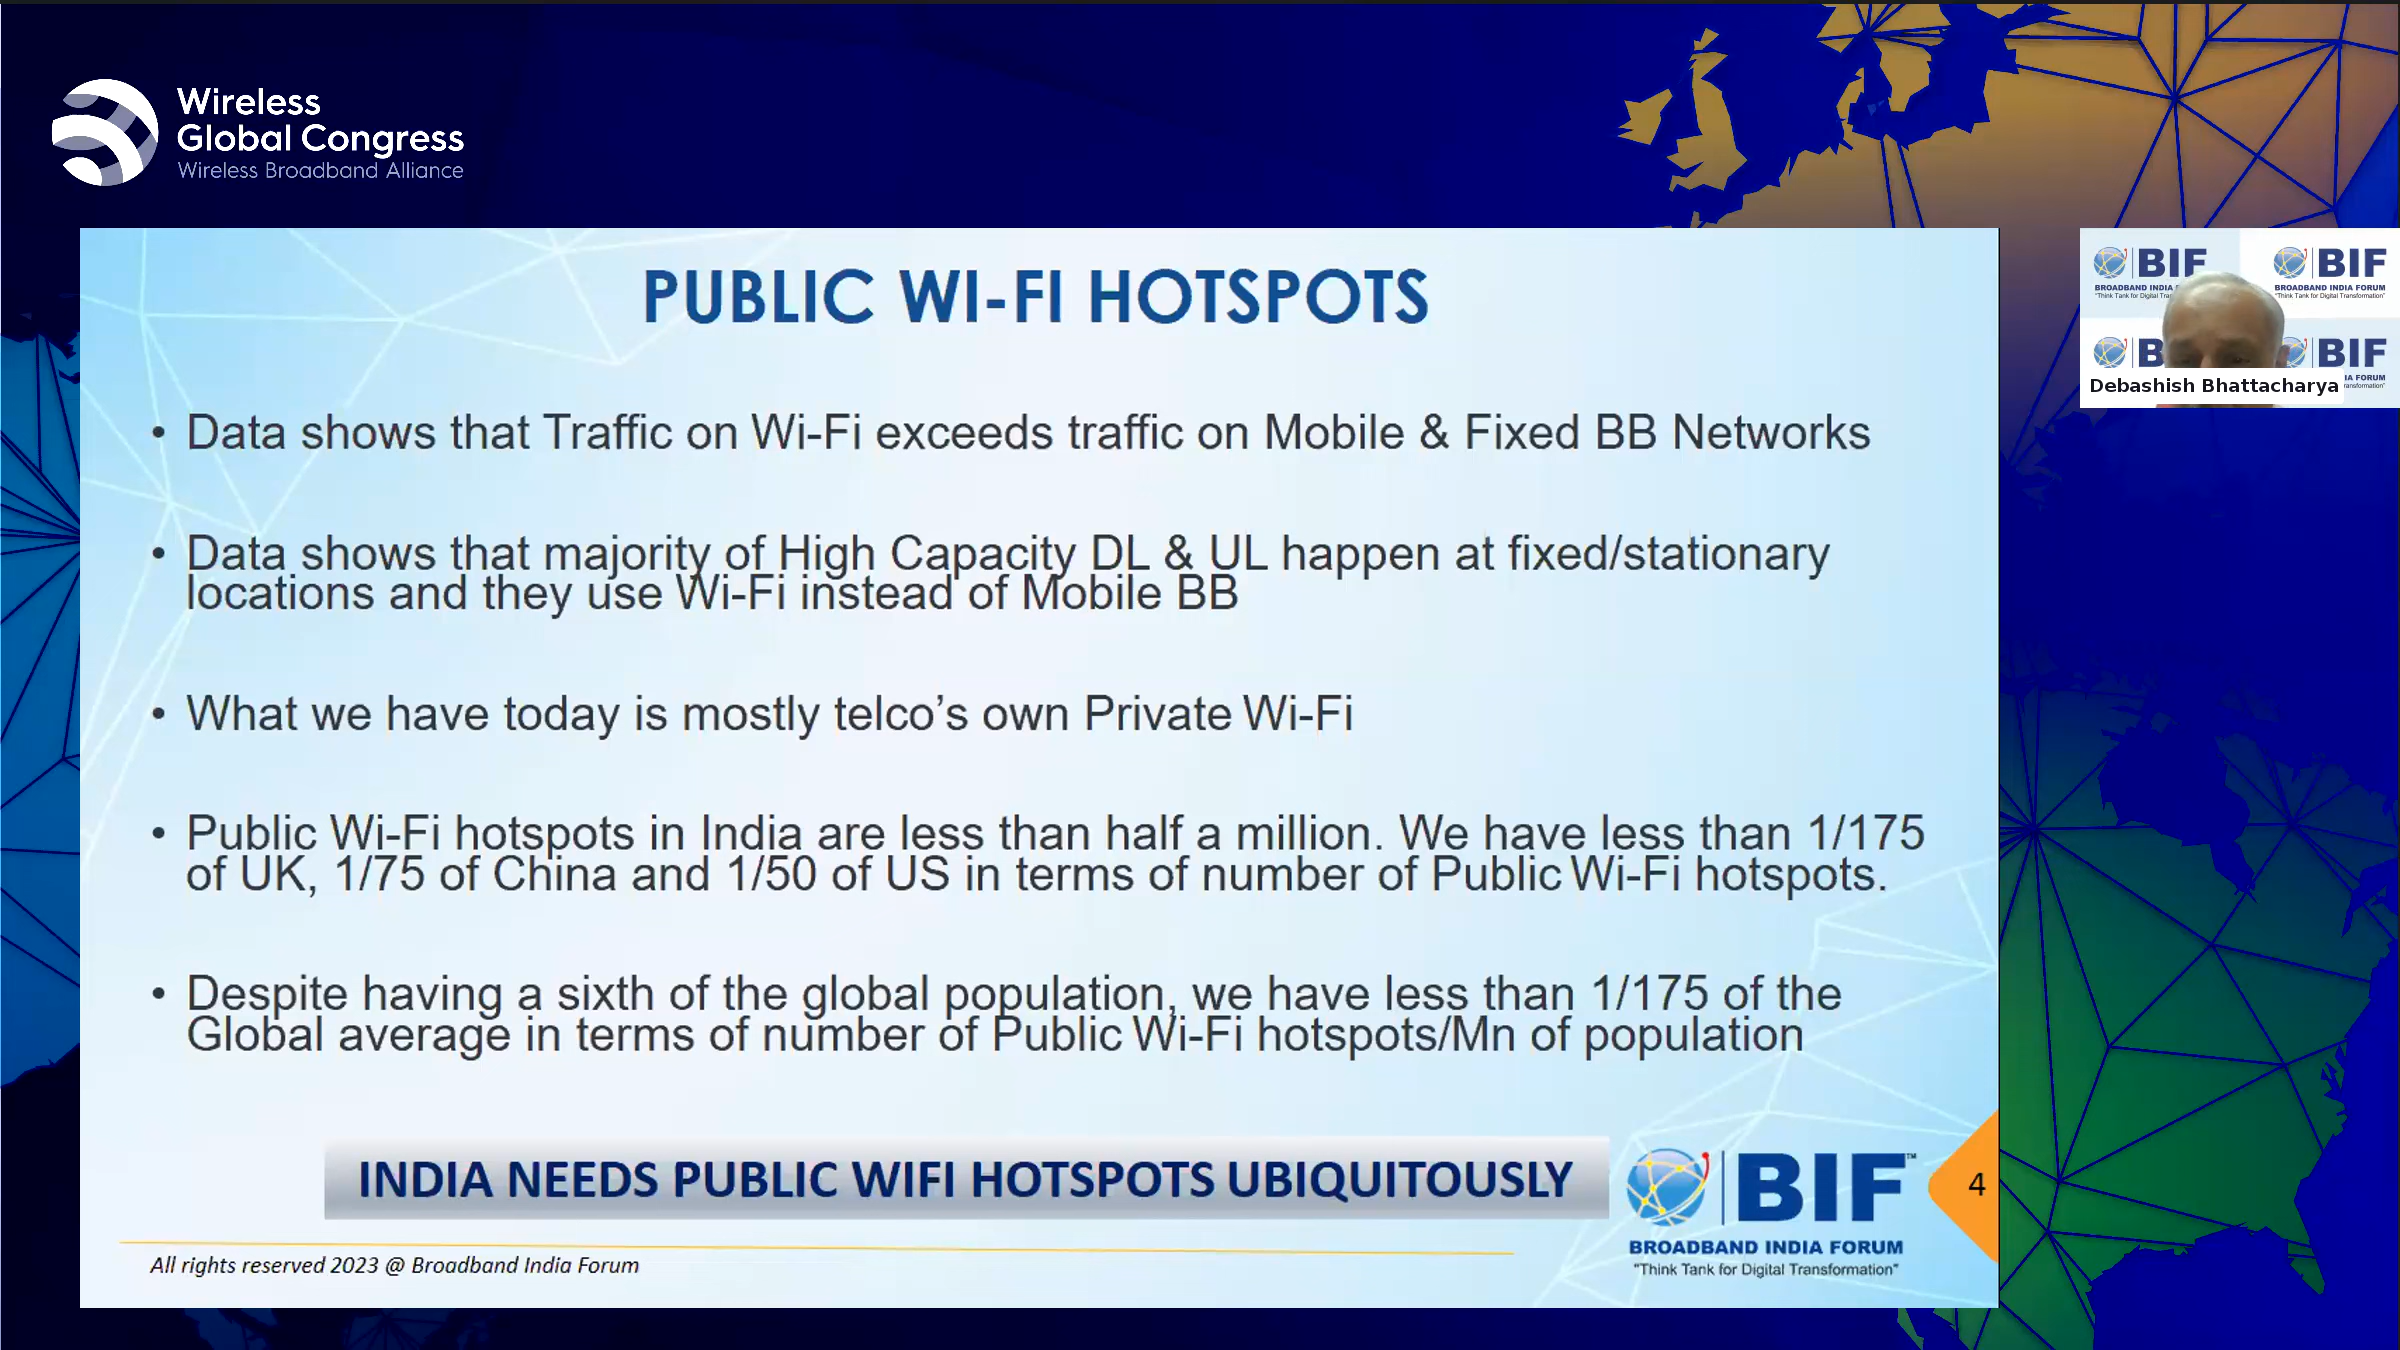 Wireless
Global Congress
Wireless Broadband Alliance
PUBLIC WI-FI HOTSPOTS
• Data shows that Traffic on Wi-Fi exceeds traffic on Mobile & Fixed BB Networks
• Data shows that majority of High Capacity DL & UL happen at fixed/stationary
locations and they use Wi-Fi instead of Mobile BB
• What we have today is mostly telco’s own Private Wi-Fi
• Public Wi-Fi hotspots in India are less than half a million. We have less than 1/175
of UK, 1/75 of China and 1/50 of US in terms of number of Public Wi-Fi hotspots.
• Despite having a sixth of the global population, we have less than 1/175 of the
Global average in terms of number of Public Wi-Fi hotspots/Mn of population
INDIA NEEDS PUBLIC WIFI HOTSPOTS UBIQUITOUSLY
BIF™
BROADBAND INDIA FORUM
"Think Tank for Digital Transformation"
4
All rights reserved 2023 @ Broadband India Forum
BIF
BROADBAND INDIA
"Think Tank for Digital
BIF
BROADBAND INDIA FORUM
"Think Tank for Digital Transformation"
BIF
Debashish Bhattacharya